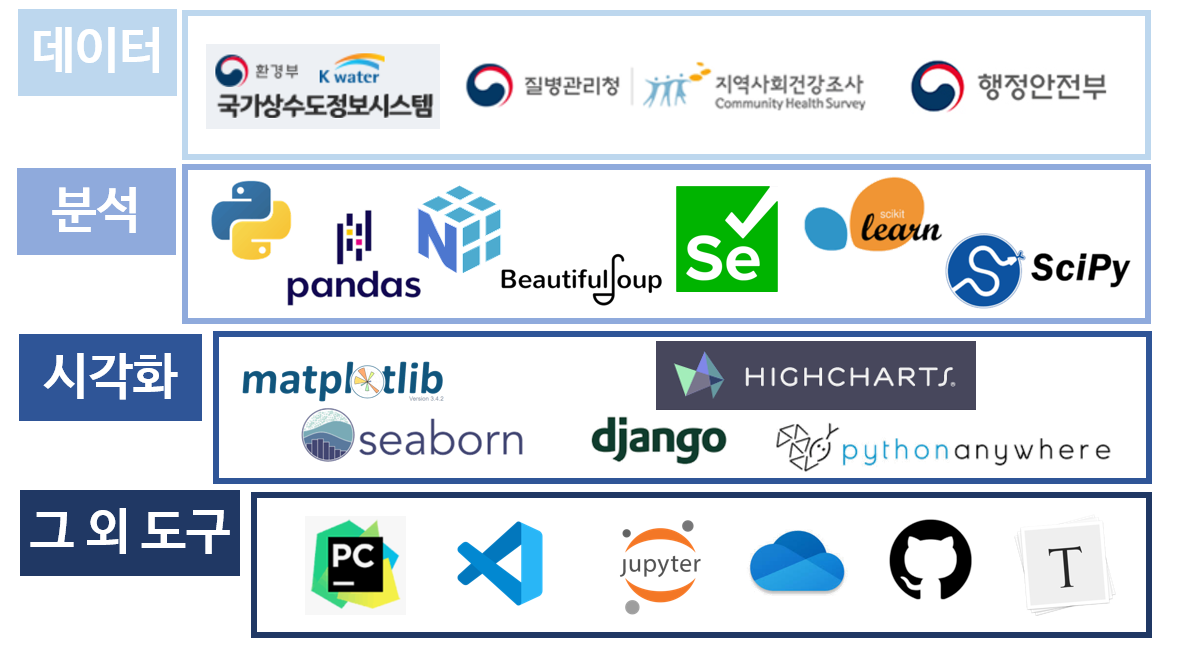 데이터
환경부 K water
국가상수도정보시스템
질병관리청
지역사회건강조사
Community Health Survey
행정안전부
분석
pandas
N
BeautifulSoup
Se
scikit
learn
SciPy
시각화
matplotlib
Version 3.4.2
HIGHCHARTS®
seaborn
django
pythonanywhere
그 외 도구
PC
jupyter
T